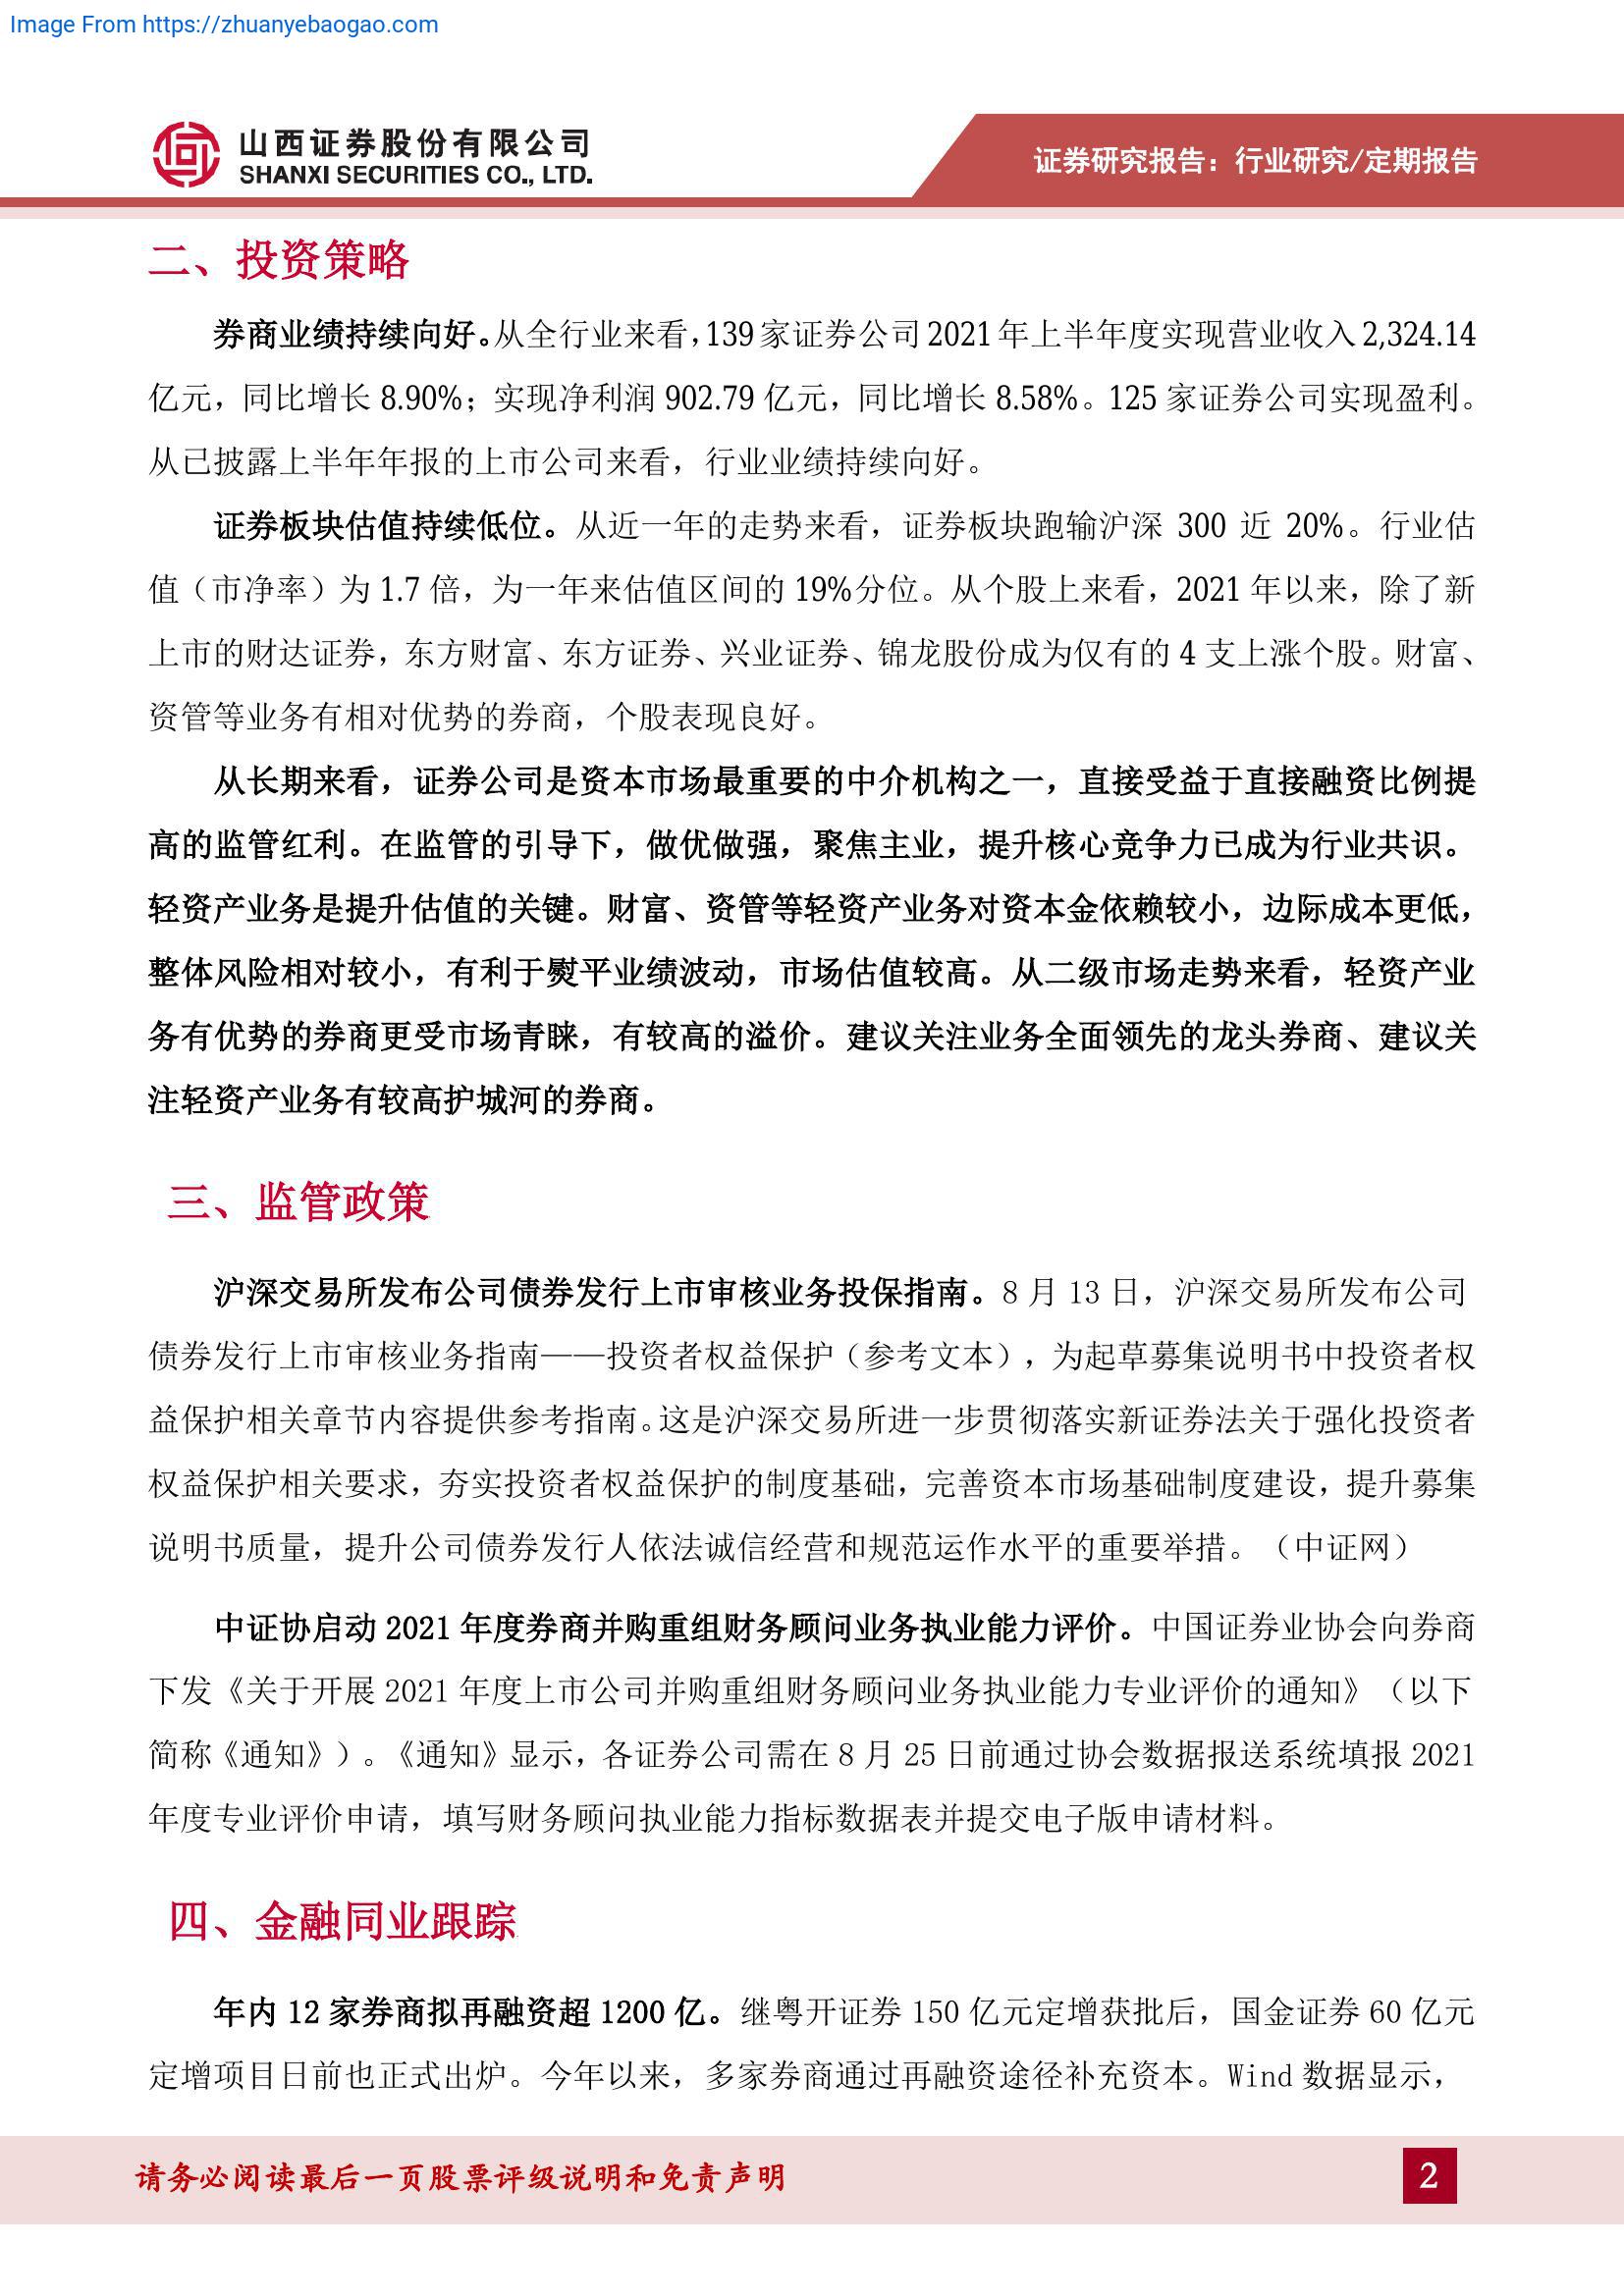 Image From https://zhuanyebaogao.com
山西证券股份有限公司
SHANXI SECURITIES CO., LTD.
证券研究报告：行业研究/定期报告
二、投资策略
券商业绩持续向好。从全行业来看，139 家证券公司 2021 年上半年度实现营业收入 2,324.14
亿元，同比增长 8.90%；实现净利润 902.79 亿元，同比增长 8.58%。125 家证券公司实现盈利。
从已披露上半年年报的上市公司来看，行业业绩持续向好。
证券板块估值持续低位。从近一年的走势来看，证券板块跑输沪深 300 近 20%。行业估
值（市净率）为 1.7 倍，为一年来估值区间的 19%分位。从个股上来看，2021 年以来，除了新
上市的财达证券，东方财富、东方证券、兴业证券、锦龙股份成为仅有的 4 支上涨个股。财富、
资管等业务有相对优势的券商，个股表现良好。
从长期来看，证券公司是资本市场最重要的中介机构之一，直接受益于直接融资比例提
高的监管红利。在监管的引导下，做优做强，聚焦主业，提升核心竞争力已成为行业共识。
轻资产业务是提升估值的关键。财富、资管等轻资产业务对资本金依赖较小，边际成本更低，
整体风险相对较小，有利于熨平业绩波动，市场估值较高。从二级市场走势来看，轻资产业
务有优势的券商更受市场青睐，有较高的溢价。建议关注业务全面领先的龙头券商、建议关
注轻资产业务有较高护城河的券商。
三、监管政策
沪深交易所发布公司债券发行上市审核业务投保指南。8 月 13 日，沪深交易所发布公司
债券发行上市审核业务指南——投资者权益保护（参考文本），为起草募集说明书中投资者权
益保护相关章节内容提供参考指南。这是沪深交易所进一步贯彻落实新证券法关于强化投资者
权益保护相关要求，夯实投资者权益保护的制度基础，完善资本市场基础制度建设，提升募集
说明书质量，提升公司债券发行人依法诚信经营和规范运作水平的重要举措。（中证网）
中证协启动 2021 年度券商并购重组财务顾问业务执业能力评价。中国证券业协会向券商
下发《关于开展 2021 年度上市公司并购重组财务顾问业务执业能力专业评价的通知》（以下
简称《通知》）。《通知》显示，各证券公司需在 8 月 25 日前通过协会数据报送系统填报 2021
年度专业评价申请，填写财务顾问执业能力指标数据表并提交电子版申请材料。
四、金融同业跟踪
年内 12 家券商拟再融资超 1200 亿。继粤开证券 150 亿元定增获批后，国金证券 60 亿元
定增项目日前也正式出炉。今年以来，多家券商通过再融资途径补充资本。Wind 数据显示，
请务必阅读最后一页股票评级说明和免责声明
2